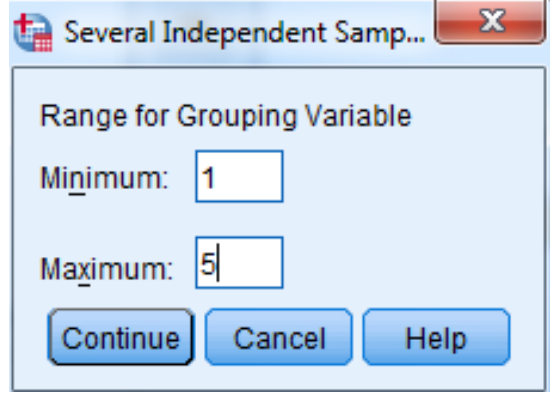 Several Independent Samp...
Range for Grouping Variable
Minimum: 1
Maximum: 5
Continue Cancel Help